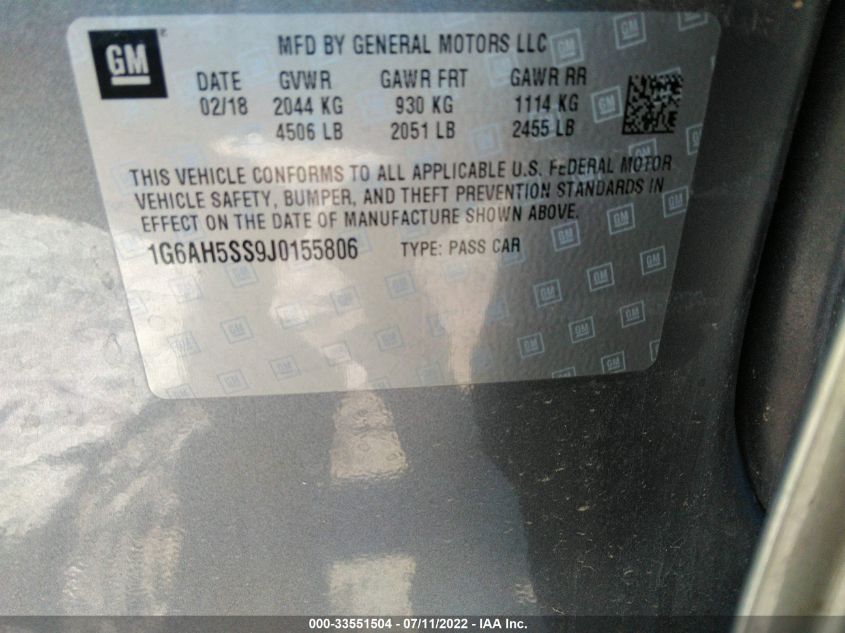 GM
MFD BY GENERAL MOTORS LLC
DATE GVWR GAWR FRT GAWR RR
02/18 2044 KG 930 KG 1114 KG
4506 LB 2051 LB 2455 LB
THIS VEHICLE CONFORMS TO ALL APPLICABLE U.S. FEDERAL MOTOR
VEHICLE SAFETY, BUMPER, AND THEFT PREVENTION STANDARDS IN
EFFECT ON THE DATE OF MANUFACTURE SHOWN ABOVE.
1G6AH5SS9J0155806 TYPE: PASS CAR
000-33551504 - 07/11/2022 - IAA Inc.